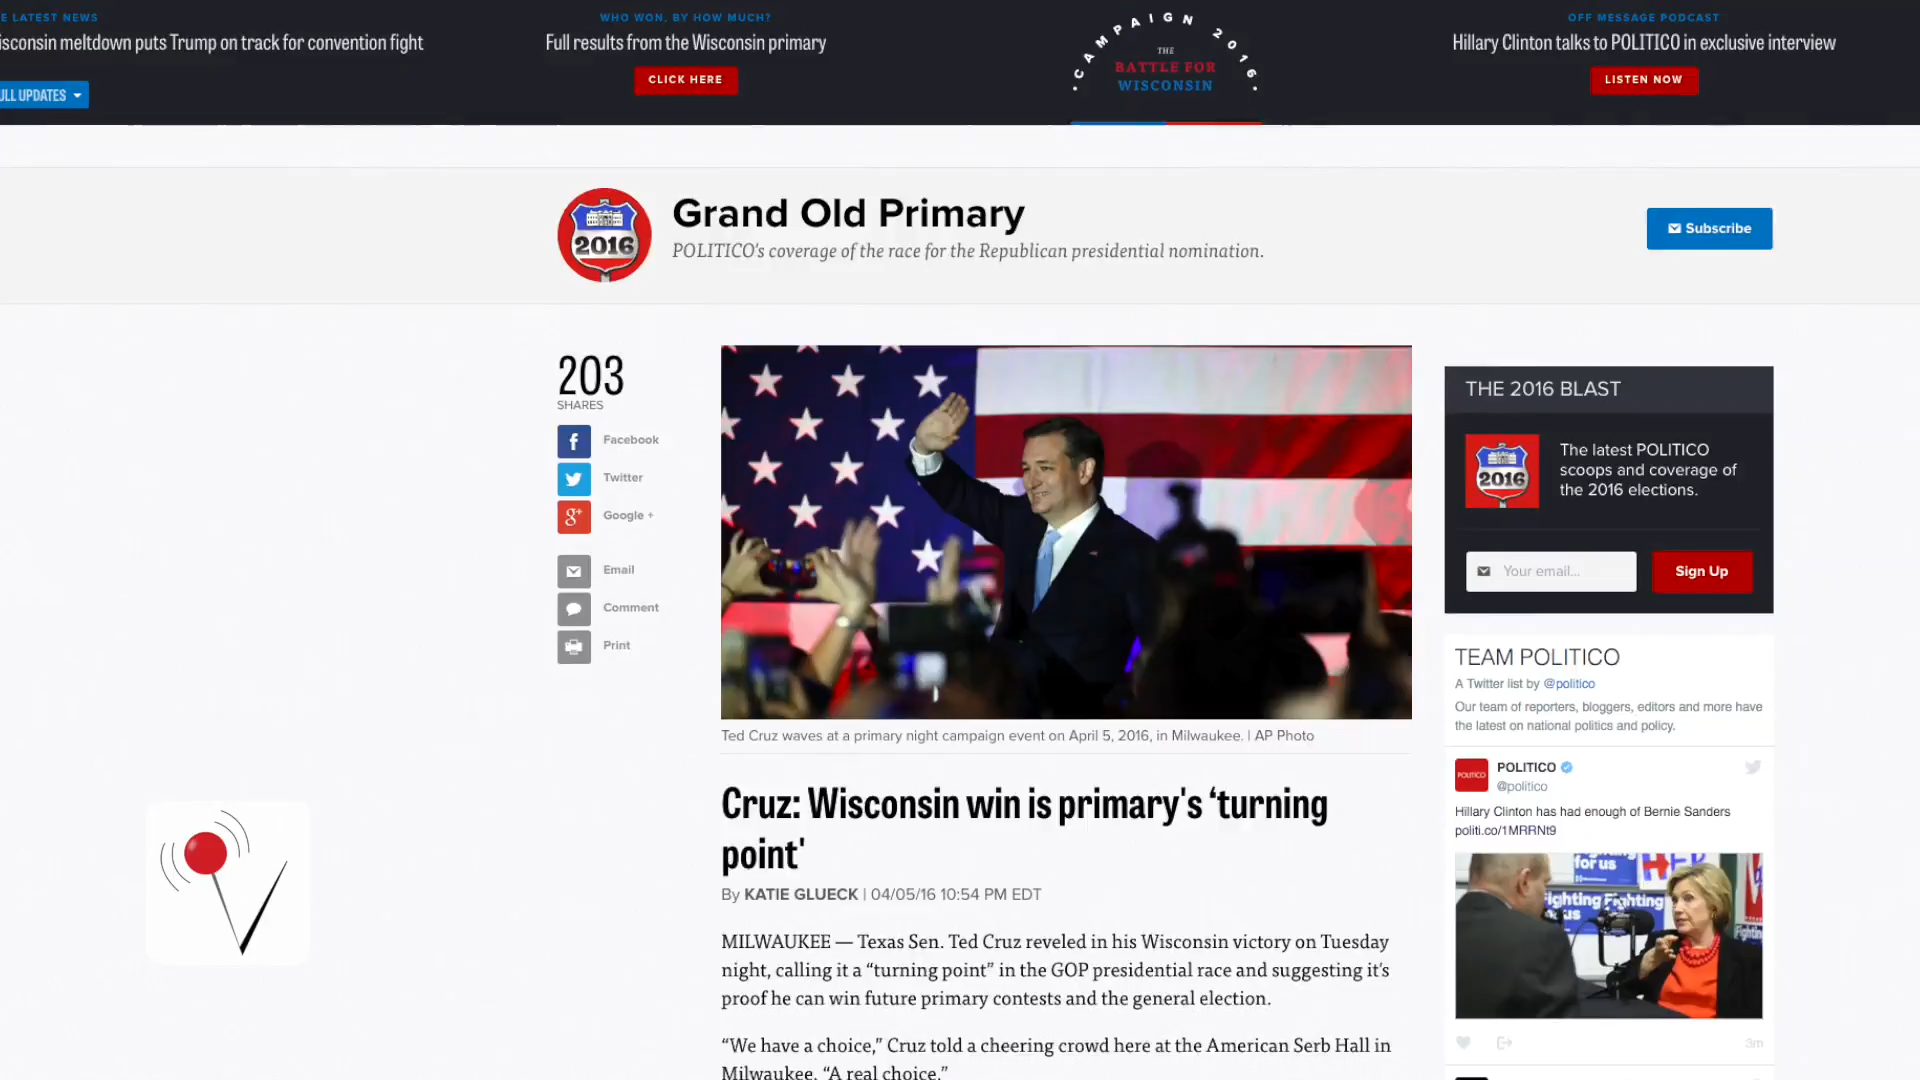 E LATEST NEWS
isconsin meltdown puts Trump on track for convention fight
ULL UPDATES
WHO WON, BY HOW MUCH?
Full results from the Wisconsin primary
CLICK HERE
CAMPAIGN 2016
THE
BATTLE FOR
WISCONSIN
OFF MESSAGE PODCAST
Hillary Clinton talks to POLITICO in exclusive interview
LISTEN NOW
2016
Grand Old Primary
POLITICO's coverage of the race for the Republican presidential nomination.
Subscribe
203
SHARES
Facebook
Twitter
Google +
Email
Comment
Print
Ted Cruz waves at a primary night campaign event on April 5, 2016, in Milwaukee. | AP Photo
Cruz: Wisconsin win is primary's ‘turning
point'
By KATIE GLUECK | 04/05/16 10:54 PM EDT
MILWAUKEE — Texas Sen. Ted Cruz reveled in his Wisconsin victory on Tuesday
night, calling it a “turning point” in the GOP presidential race and suggesting it's
proof he can win future primary contests and the general election.
“We have a choice,” Cruz told a cheering crowd here at the American Serb Hall in
Milwaukee. “A real choice.”
THE 2016 BLAST
2016
The latest POLITICO
scoops and coverage of
the 2016 elections.
Your email...
Sign Up
TEAM POLITICO
A Twitter list by @politico
Our team of reporters, bloggers, editors and more have
the latest on national politics and policy.
POLITICO
POLITICO
@politico
Hillary Clinton has had enough of Bernie Sanders
politi.co/1MRRNt9
for us
HER
Fighting Fighting
for us
3m